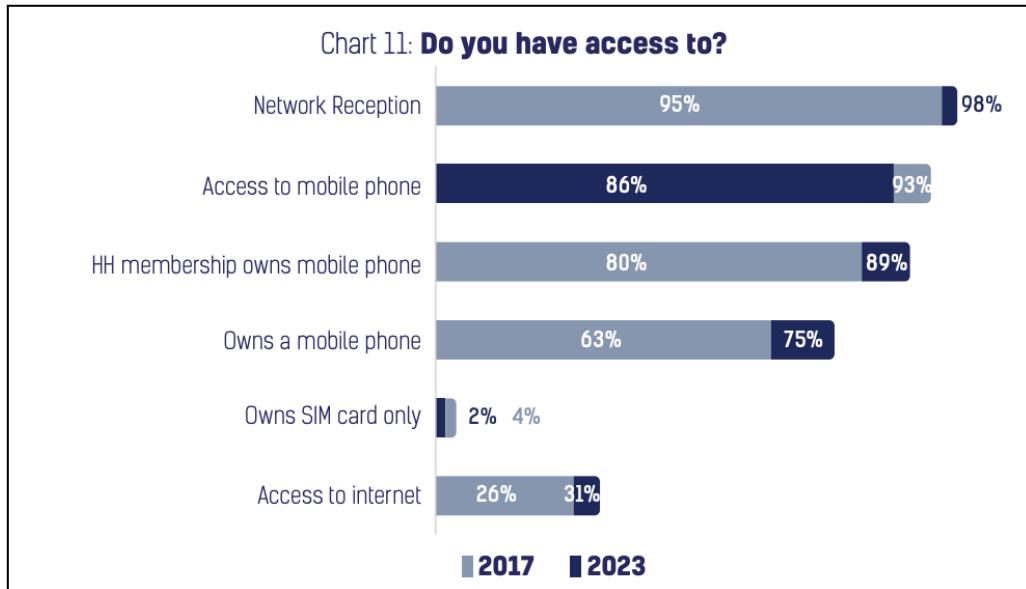 Chart 11: Do you have access to?
Network Reception 95% 98%
Access to mobile phone 86% 93%
HH membership owns mobile phone 80% 89%
Owns a mobile phone 63% 75%
Owns SIM card only 2% 4%
Access to internet 26% 31%
2017 2023